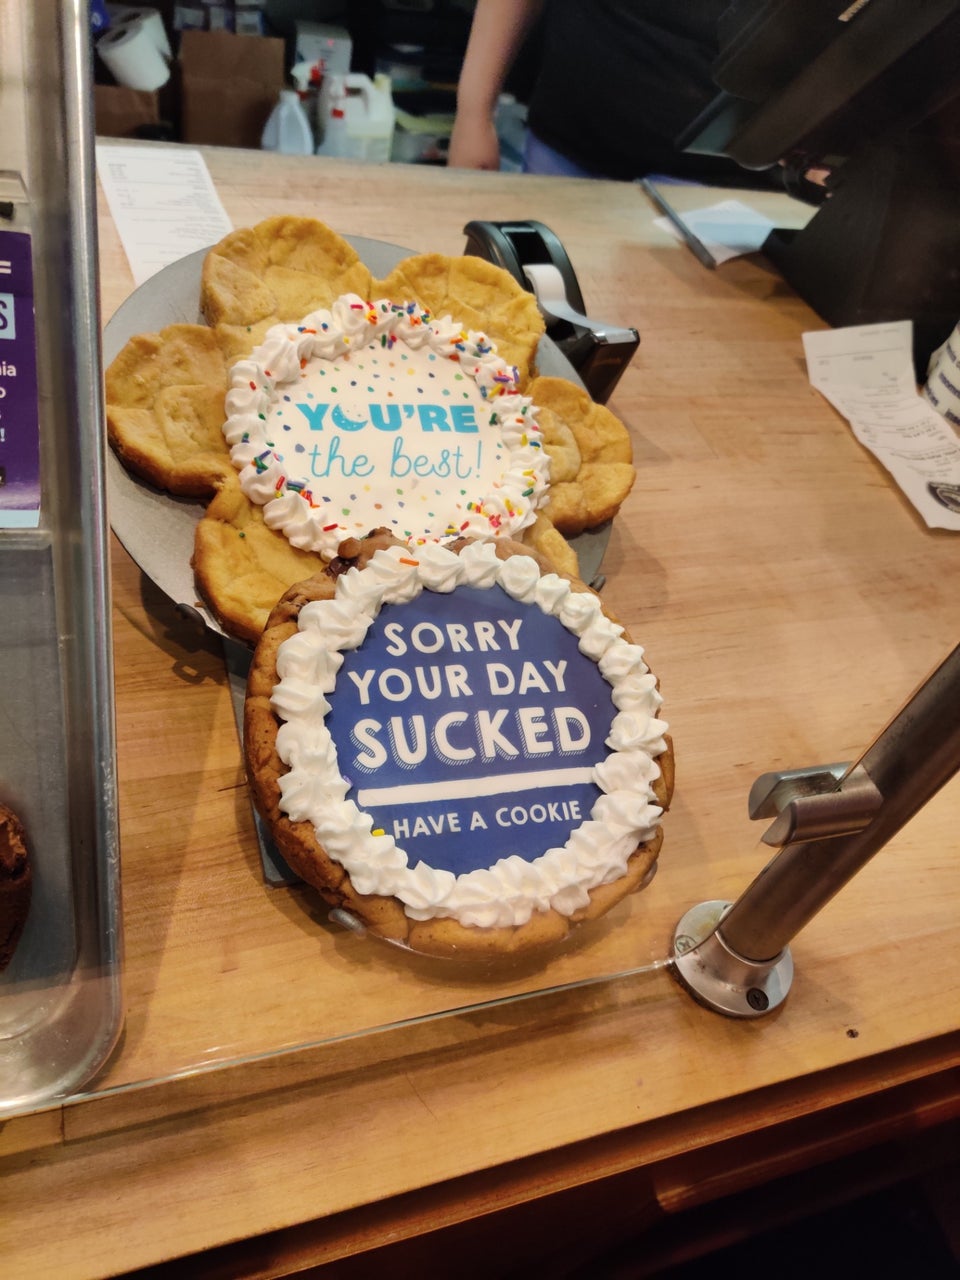 YOU'RE
the best!
SORRY
YOUR DAY
SUCKED
HAVE A COOKIE